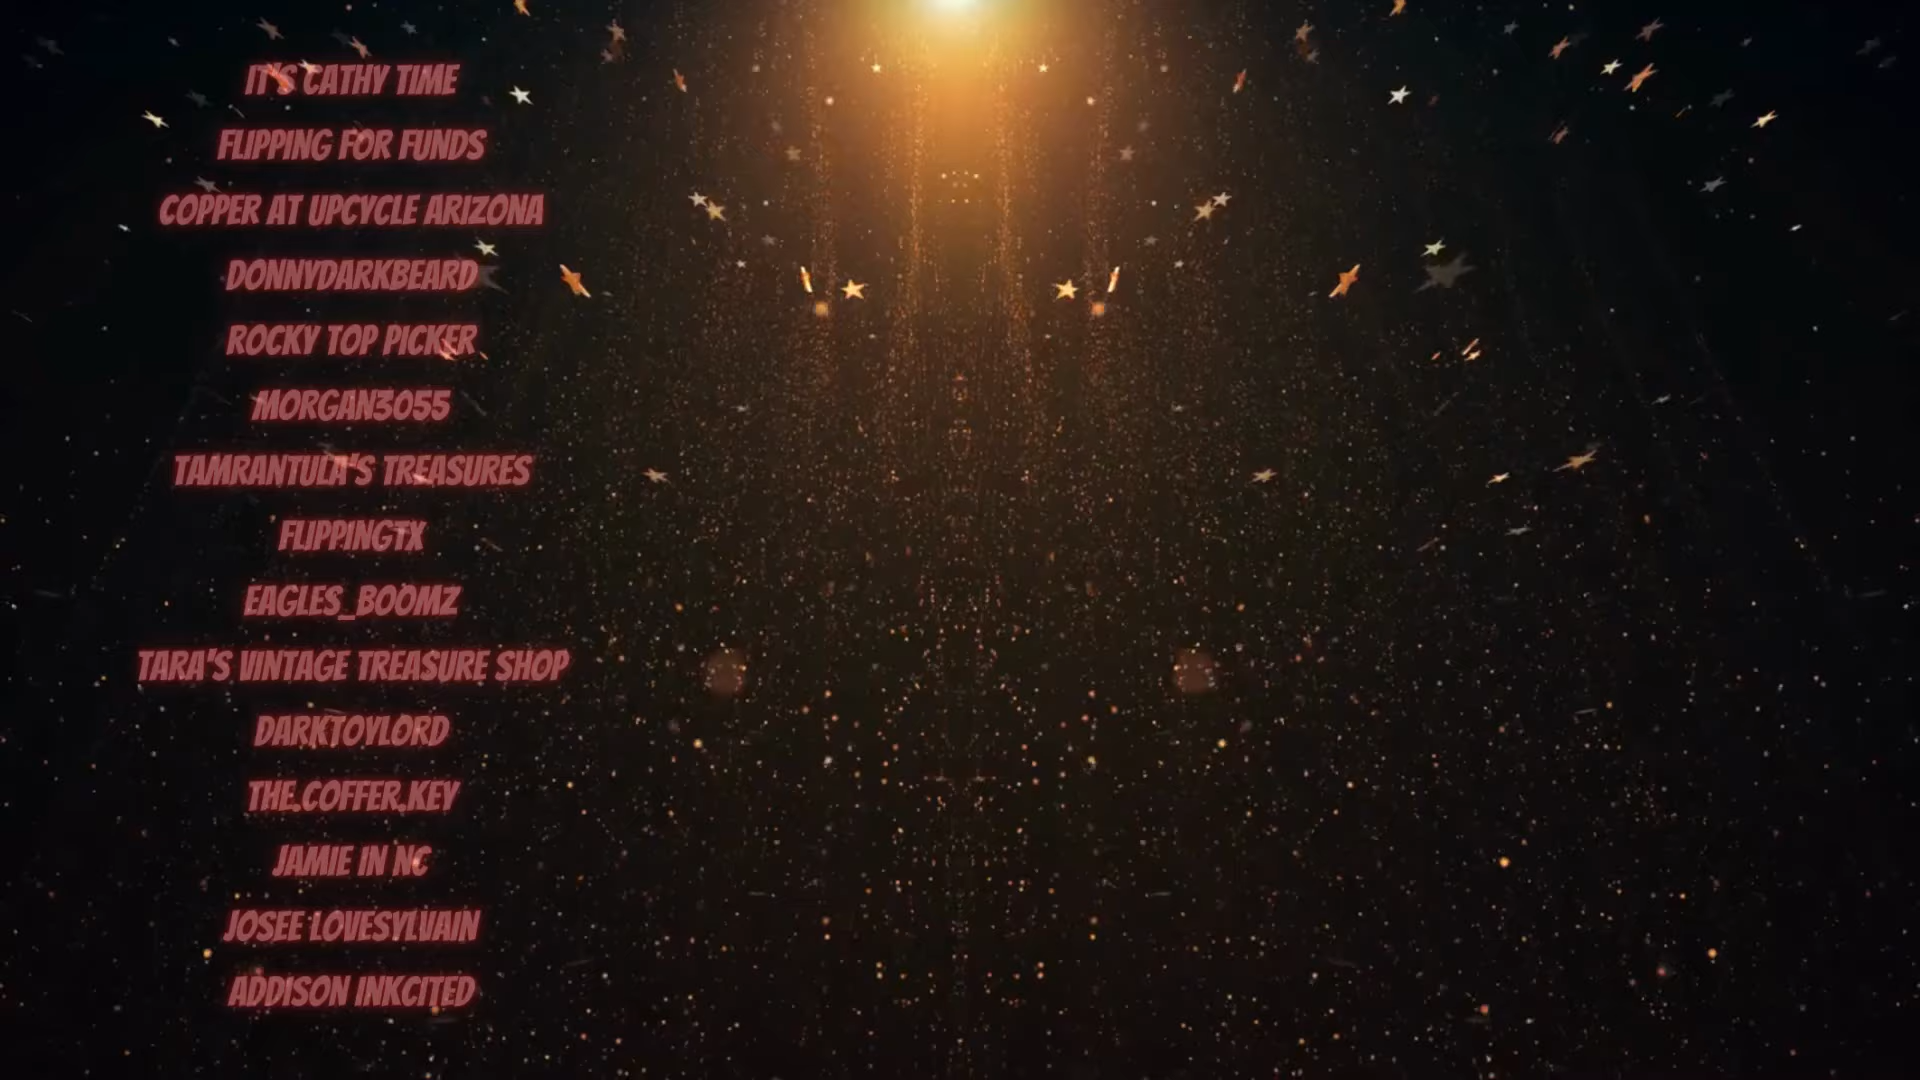 IT'S CATHY TIME
FLIPPING FOR FUNDS
COPPER AT UPCYCLE ARIZONA
DONNYDARKBEARD
ROCKY TOP PICKER
MORGAN3055
TAMRANTULA'S TREASURES
FLIPPINGTX
EAGLES_BOOMZ
TARA'S VINTAGE TREASURE SHOP
DARKTOYLORD
THE.COFFER.KEY
JAMIE IN NC
JOSEE LOVESYLVAIN
ADDISON INKCITED